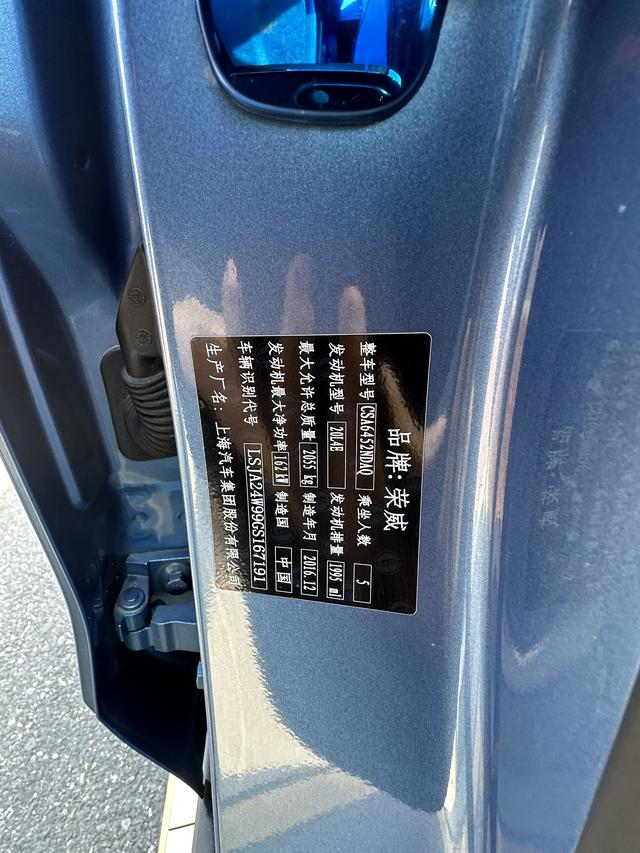 品牌: 荣威
整车型号 CSA6452NDAQ 乘坐人数 5
发动机型号 20L4E 发动机排量 1995 ml
最大允许总质量 2055 kg 制造年月 2016.12
发动机最大净功率 162kW 制造国 中国
车辆识别代号 LSJA24W99GS167191
生产厂名: 上海汽车集团股份有限公司